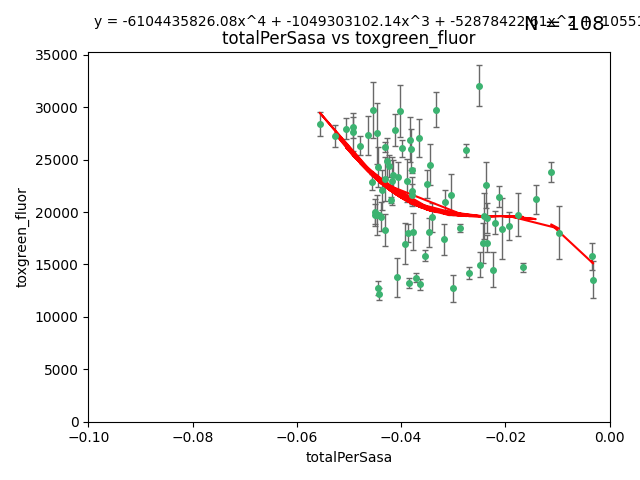 y = -6104435826.08x^4 + -1049303102.14x^3 + 
N = 108
totalPerSasa vs toxgreen_fluor
toxgreen_fluor
35000
30000
25000
20000
15000
10000
5000
0
−0.10 −0.08 −0.06 −0.04 −0.02 0.00
totalPerSasa